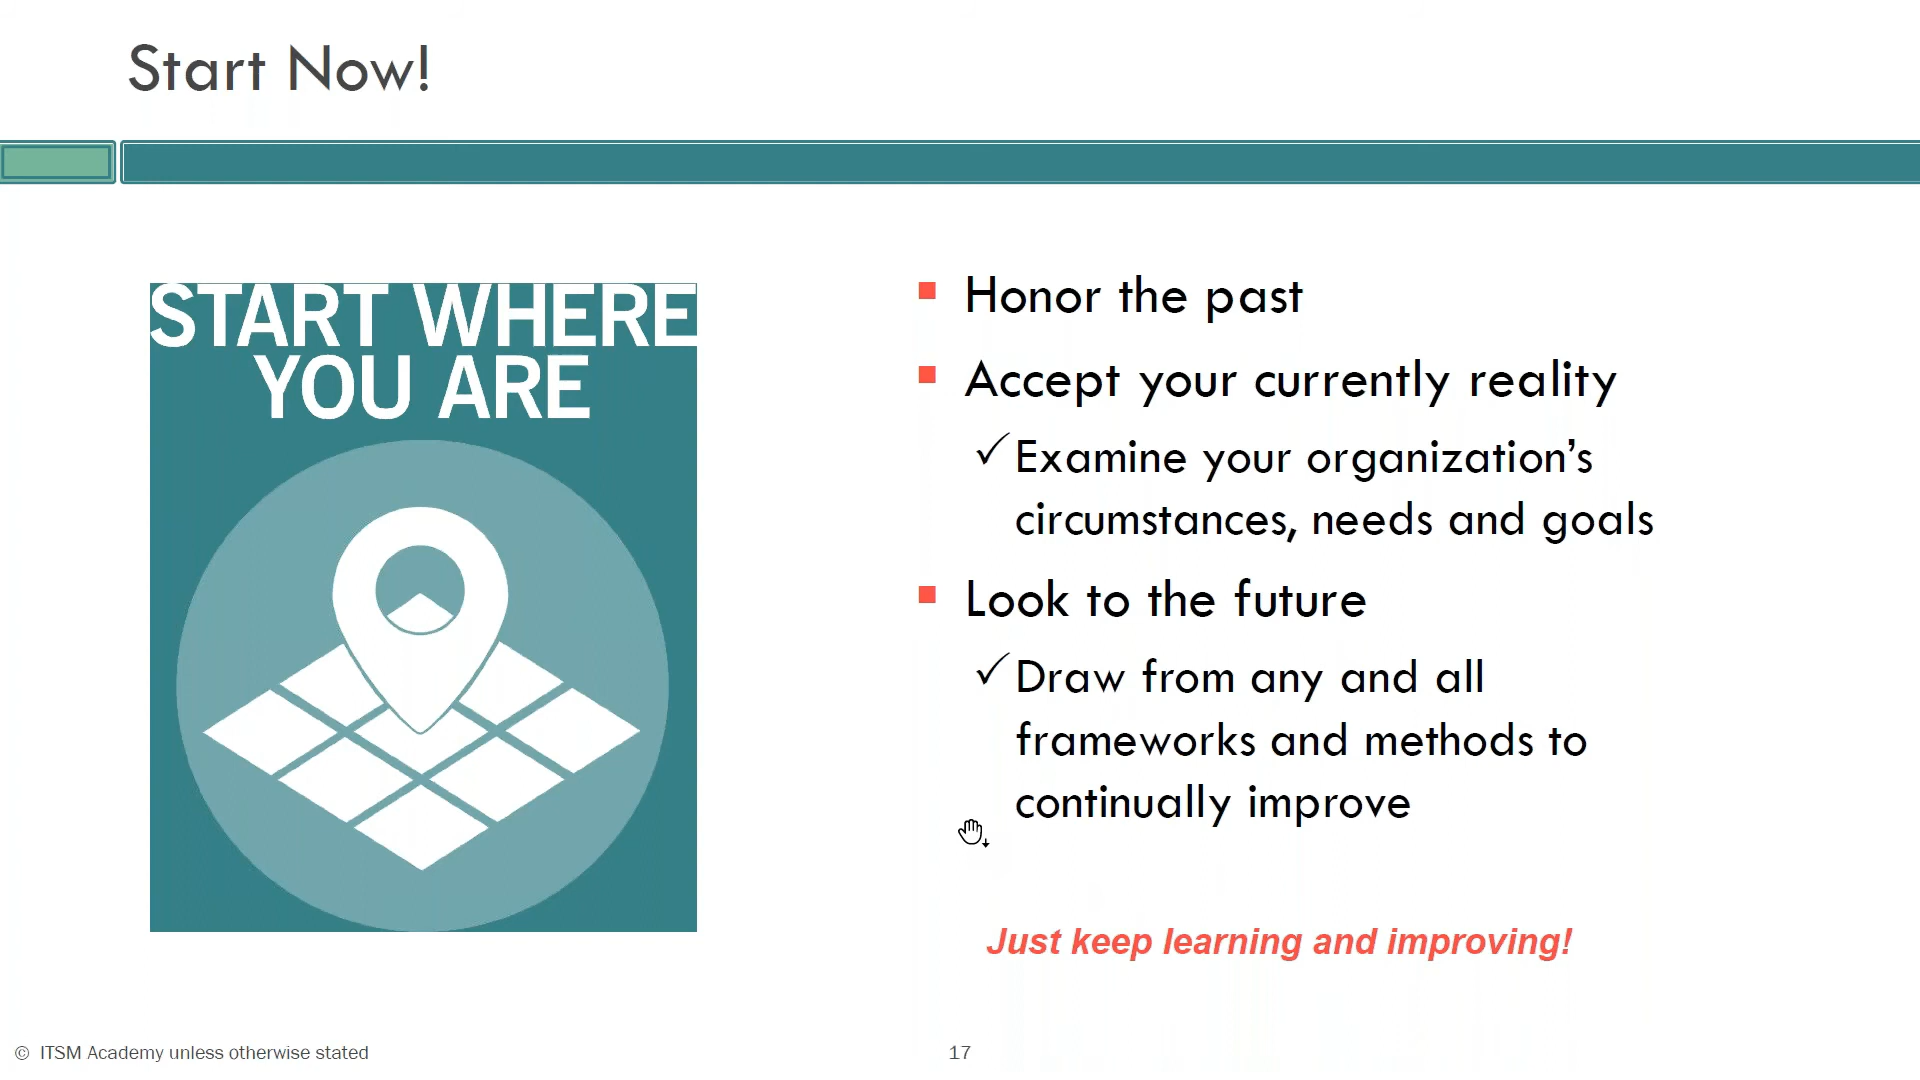 Start Now!
START WHERE
YOU ARE
Honor the past
Accept your currently reality
Examine your organization’s
circumstances, needs and goals
Look to the future
Draw from any and all
frameworks and methods to
continually improve
Just keep learning and improving!
© ITSM Academy unless otherwise stated
17